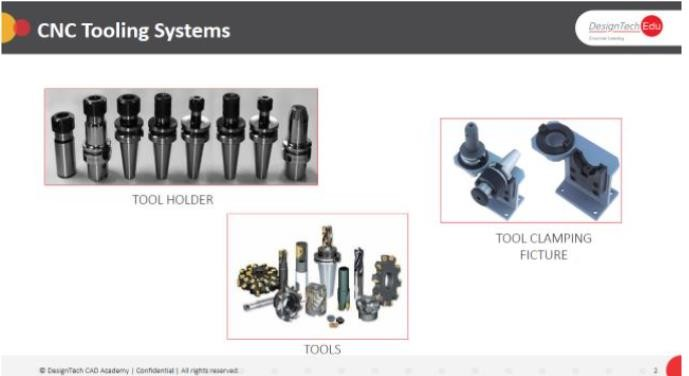 CNC Tooling Systems
DesignTech Edu
TOOL HOLDER
TOOL CLAMPING
FICTURE
TOOLS
© DesignTech CAD Academy | Confidential | All rights reserved.
2